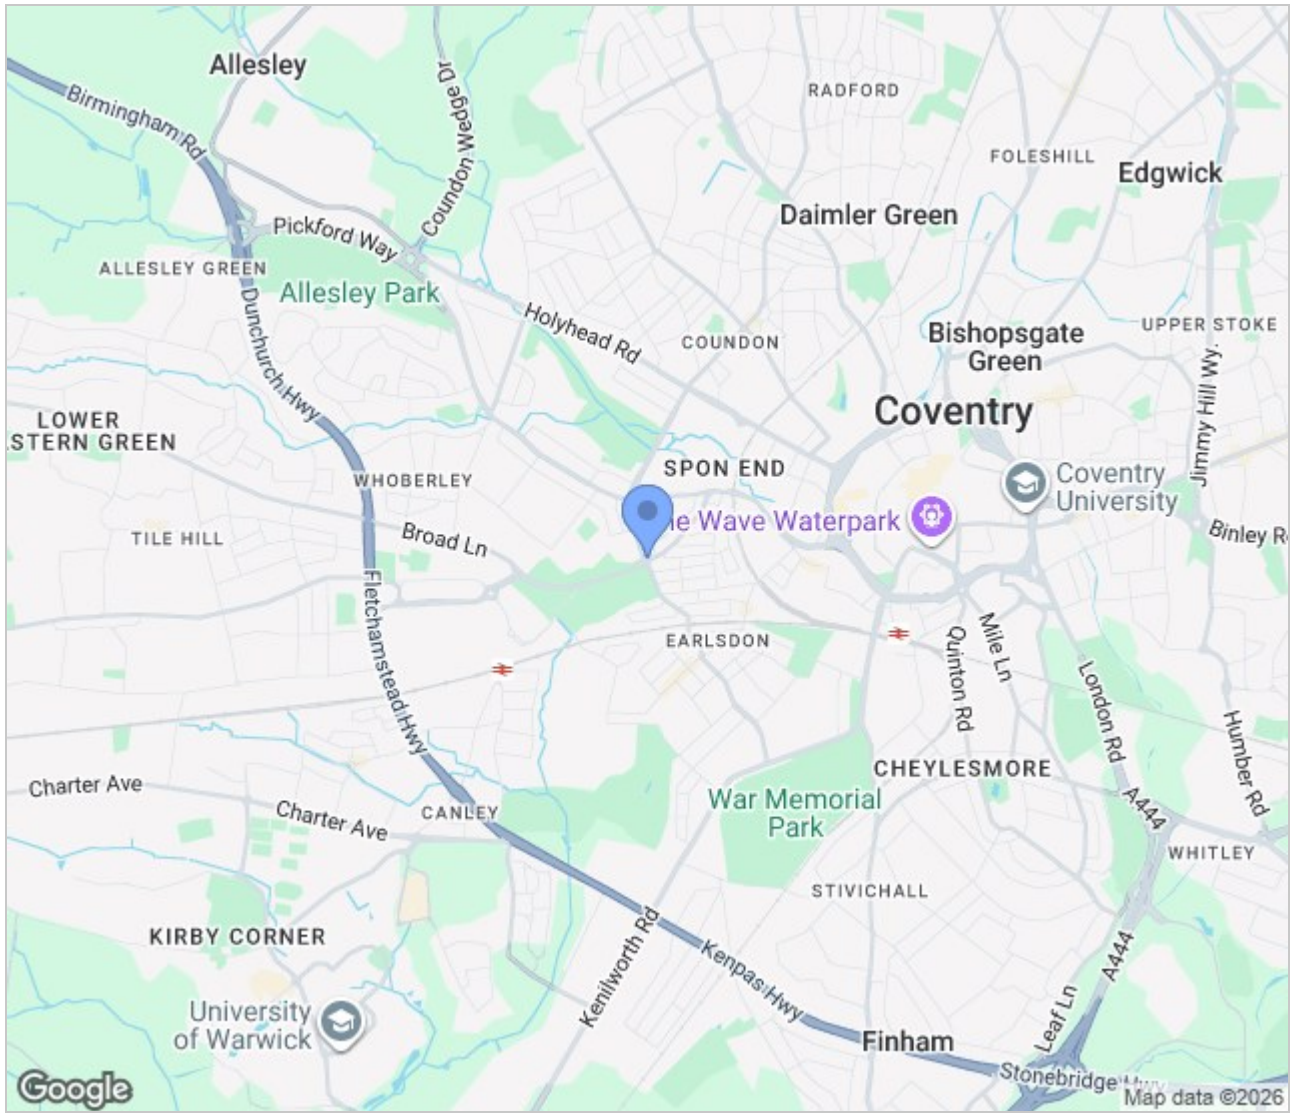 Allesley
Birmingham Rd
Coundon Wedge Dr
RADFORD
FOLESHILL
Edgwick
Daimler Green
Pickford Way
ALLESLEY GREEN
Allesley Park
Dunchurch Hwy
Holyhead Rd
COUNDON
Bishopsgate
Green
UPPER STOKE
Jimmy Hill Wy.
LOWER
STERN GREEN
Coventry
WHOBERLEY
SPON END
Coventry
University
TILE HILL
Broad Ln
e Wave Waterpark
Binley R
Fletchamstead Hwy
EARLSDON
Quinton Rd
Mile Ln
London Rd
Humber Rd
Charter Ave
Charter Ave
CANLEY
CHEYLESMORE
War Memorial
Park
A444
WHITLEY
STIVICHALL
KIRBY CORNER
Kenilworth Rd
Kenpas Hwy
A444
University
of Warwick
Finham
Leaf Ln
Stonebridge Hwy
Google
Map data ©2026